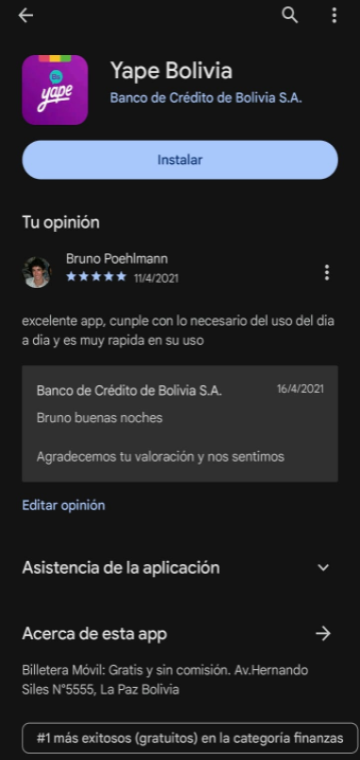 Yape Bolivia
Bs
yape
Banco de Crédito de Bolivia S.A.
Instalar
Tu opinión
Bruno Poehlmann
11/4/2021
excelente app, cunple con lo necesario del uso del dia
a dia y es muy rapida en su uso
Banco de Crédito de Bolivia S.A.
16/4/2021
Bruno buenas noches
Agradecemos tu valoración y nos sentimos
Editar opinión
Asistencia de la aplicación
Acerca de esta app
Billetera Móvil: Gratis y sin comisión. Av.Hernando
Siles N°5555, La Paz Bolivia
#1 más exitosos (gratuitos) en la categoría finanzas